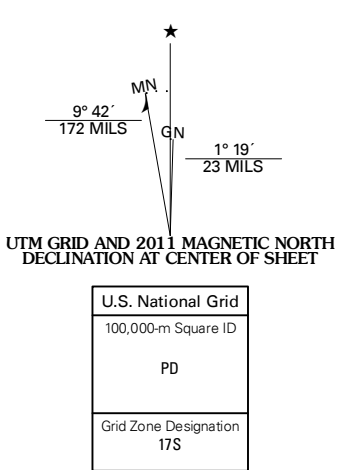 ★
MN
9° 42´
172 MILS
GN
1° 19´
23 MILS
UTM GRID AND 2011 MAGNETIC NORTH
DECLINATION AT CENTER OF SHEET
U.S. National Grid
100,000-m Square ID
PD
Grid Zone Designation
17S